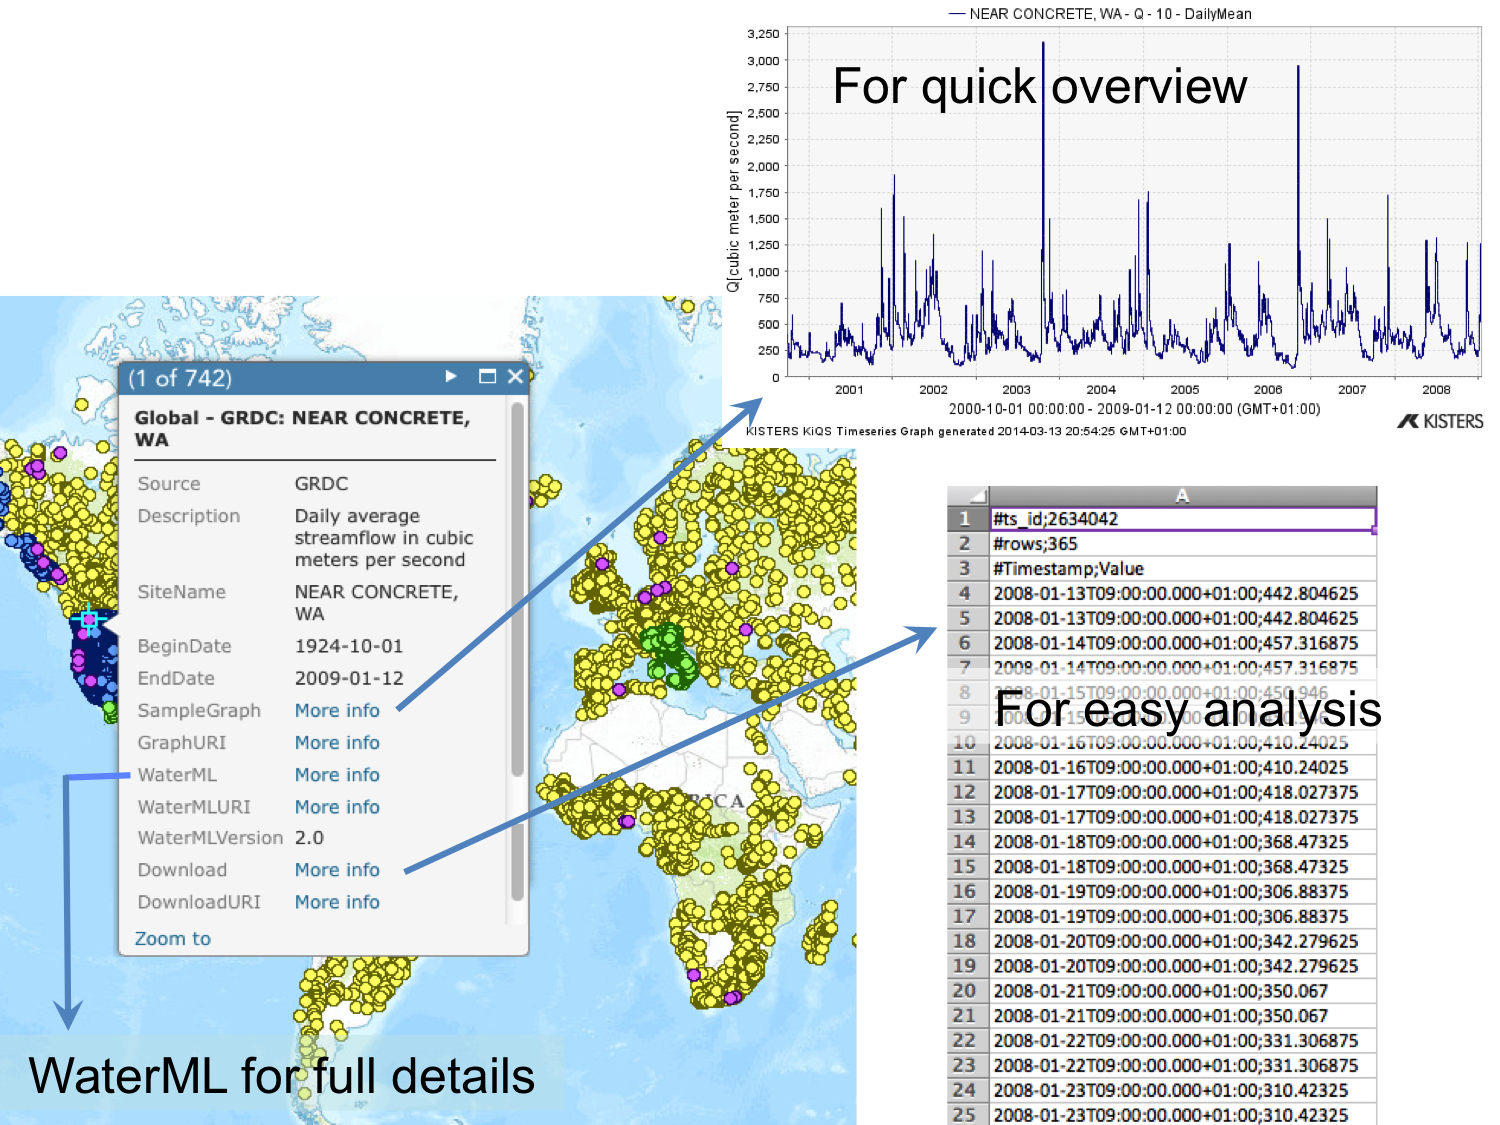 NEAR CONCRETE, WA - Q - 10 - DailyMean
For quick overview
Q[cubic meter per second]
3,250
3,000
2,750
2,500
2,250
2,000
1,750
1,500
1,250
1,000
750
500
250
0
2001 2002 2003 2004 2005 2006 2007 2008
2000-10-01 00:00:00 - 2009-01-12 00:00:00 (GMT+01:00)
KISTERS
KISTERS KiQS Timeseries Graph generated 2014-03-13 20:54:25 GMT+01:00
(1 of 742)
Global - GRDC: NEAR CONCRETE,
WA
Source GRDC
Description Daily average
streamflow in cubic
meters per second
SiteName NEAR CONCRETE,
WA
BeginDate 1924-10-01
EndDate 2009-01-12
SampleGraph More info
GraphURI More info
WaterML More info
WaterMLURI More info
WaterMLVersion 2.0
Download More info
DownloadURI More info
Zoom to
WaterML for full details
A
1 #ts_id;2634042
2 #rows;365
3 #Timestamp;Value
4 2008-01-13T09:00:00.000+01:00;442.804625
5 2008-01-13T09:00:00.000+01:00;442.804625
6 2008-01-14T09:00:00.000+01:00;457.316875
7 2008-01-14T09:00:00.000+01:00;457.316875
8 2008-01-15T09:00:00.000+01:00;450.946
For easy analysis
9
10 2008-01-16T09:00:00.000+01:00;410.24025
11 2008-01-16T09:00:00.000+01:00;410.24025
12 2008-01-17T09:00:00.000+01:00;418.027375
13 2008-01-17T09:00:00.000+01:00;418.027375
14 2008-01-18T09:00:00.000+01:00;368.47325
15 2008-01-18T09:00:00.000+01:00;368.47325
16 2008-01-19T09:00:00.000+01:00;306.88375
17 2008-01-19T09:00:00.000+01:00;306.88375
18 2008-01-20T09:00:00.000+01:00;342.279625
19 2008-01-20T09:00:00.000+01:00;342.279625
20 2008-01-21T09:00:00.000+01:00;350.067
21 2008-01-21T09:00:00.000+01:00;350.067
22 2008-01-22T09:00:00.000+01:00;331.306875
23 2008-01-22T09:00:00.000+01:00;331.306875
24 2008-01-23T09:00:00.000+01:00;310.42325
25 2008-01-23T09:00:00.000+01:00;310.42325